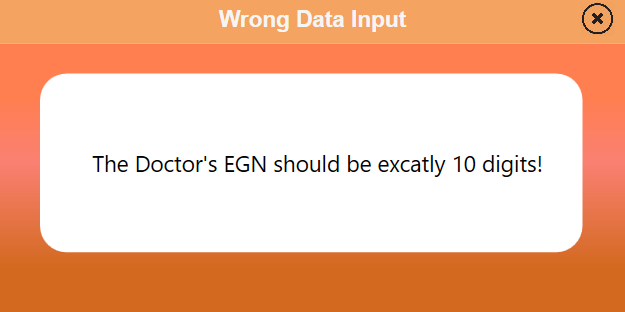 Wrong Data Input
The Doctor's EGN should be excatly 10 digits!